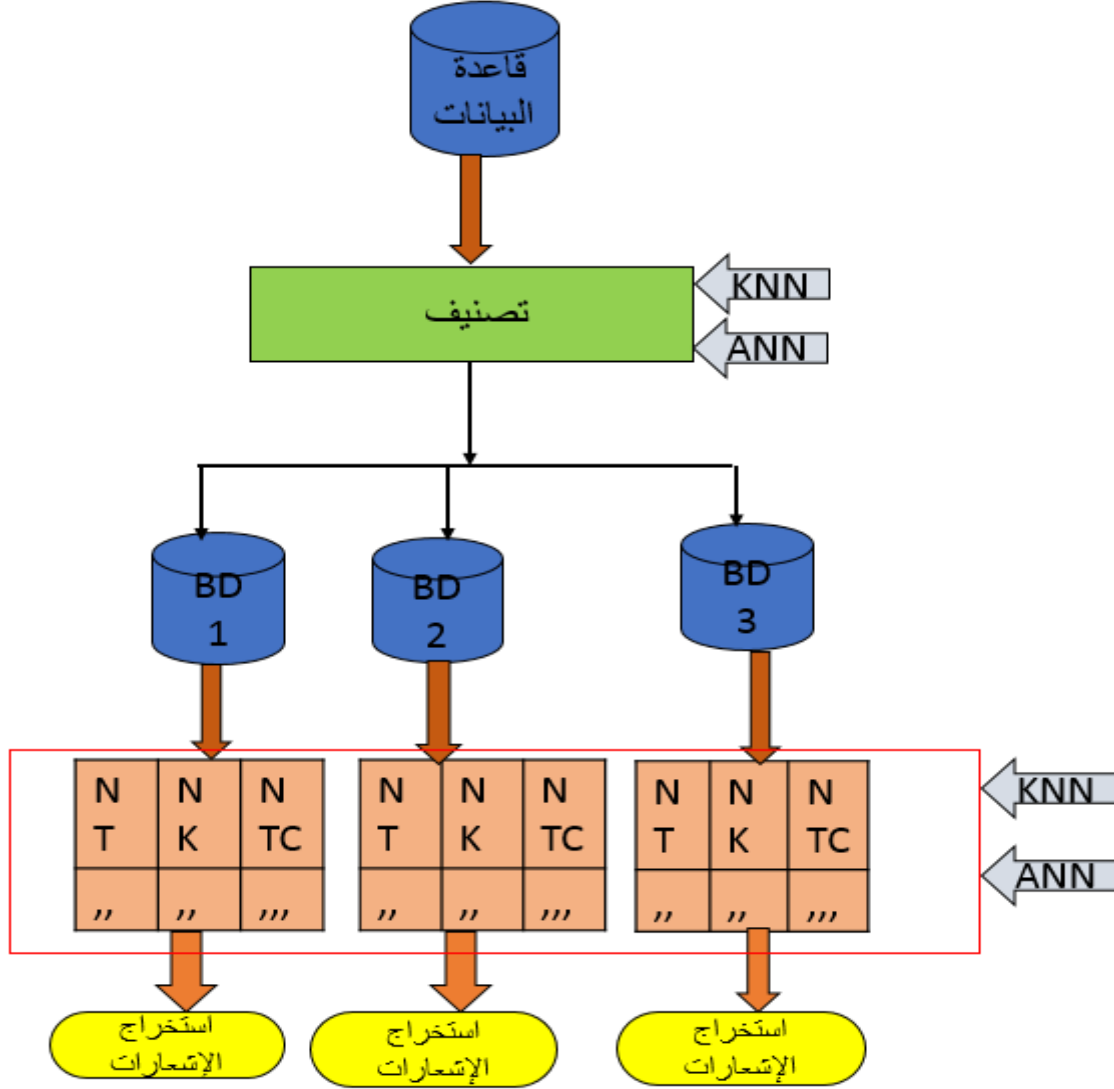 قاعدة
البيانات
تصنيف
KNN
ANN
BD
1
BD
2
BD
3
N
T
N
K
N
TC
,,
,,
,,,
N
T
N
K
N
TC
,,
,,
,,,
N
T
N
K
N
TC
,,
,,
,,,
KNN
ANN
استخراج
الإشعارات
استخراج
الإشعارات
استخراج
الإشعارات